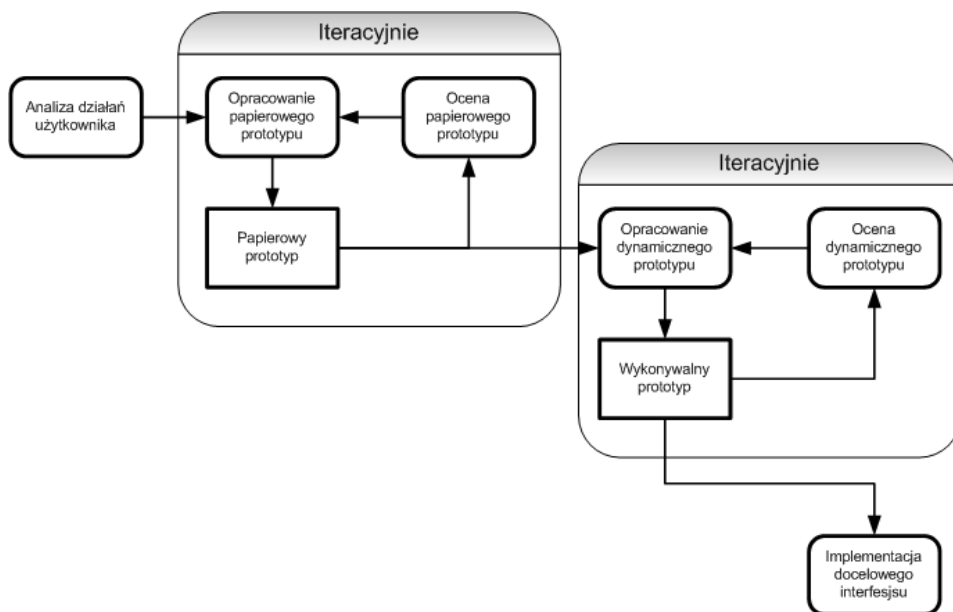 Iteracyjnie
Analiza działań
użytkownika
Opracowanie
papierowego
prototypu
Ocena
papierowego
prototypu
Papierowy
prototyp
Iteracyjnie
Opracowanie
dynamicznego
prototypu
Ocena
dynamicznego
prototypu
Wykonywalny
prototyp
Implementacja
docelowego
interfesjsu